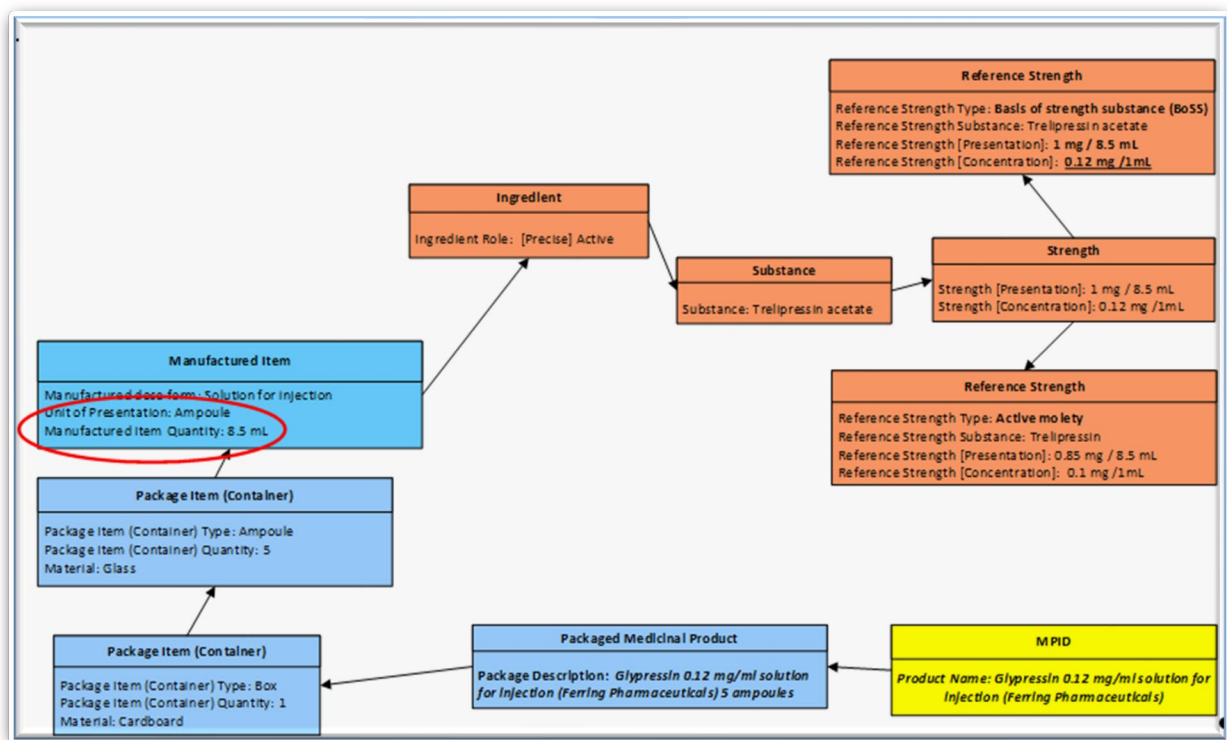 Reference Strength
Reference Strength Type: Basis of strength substance (BoSS)
Reference Strength Substance: Trelipressin acetate
Reference Strength [Presentation]: 1 mg / 8.5 mL
Reference Strength [Concentration]: 0.12 mg /1mL
Ingredient
Ingredient Role: [Precise] Active
Substance
Substance: Trelipressin acetate
Strength
Strength [Presentation]: 1 mg / 8.5 mL
Strength [Concentration]: 0.12 mg /1mL
Manufactured Item
Manufactured dose form: Solution for injection
Unit of Presentation: Ampoule
Manufactured Item Quantity: 8.5 mL
Reference Strength
Reference Strength Type: Active moiety
Reference Strength Substance: Trelipressin
Reference Strength [Presentation]: 0.85 mg / 8.5 mL
Reference Strength [Concentration]: 0.1 mg /1mL
Package Item (Container)
Package Item (Container) Type: Ampoule
Package Item (Container) Quantity: 5
Material: Glass
Package Item (Container)
Package Item (Container) Type: Box
Package Item (Container) Quantity: 1
Material: Cardboard
Packaged Medicinal Product
Package Description: Glypressin 0.12 mg/ml solution
for injection (Ferring Pharmaceuticals) 5 ampoules
MPID
Product Name: Glypressin 0.12 mg/ml solution for
injection (Ferring Pharmaceuticals)